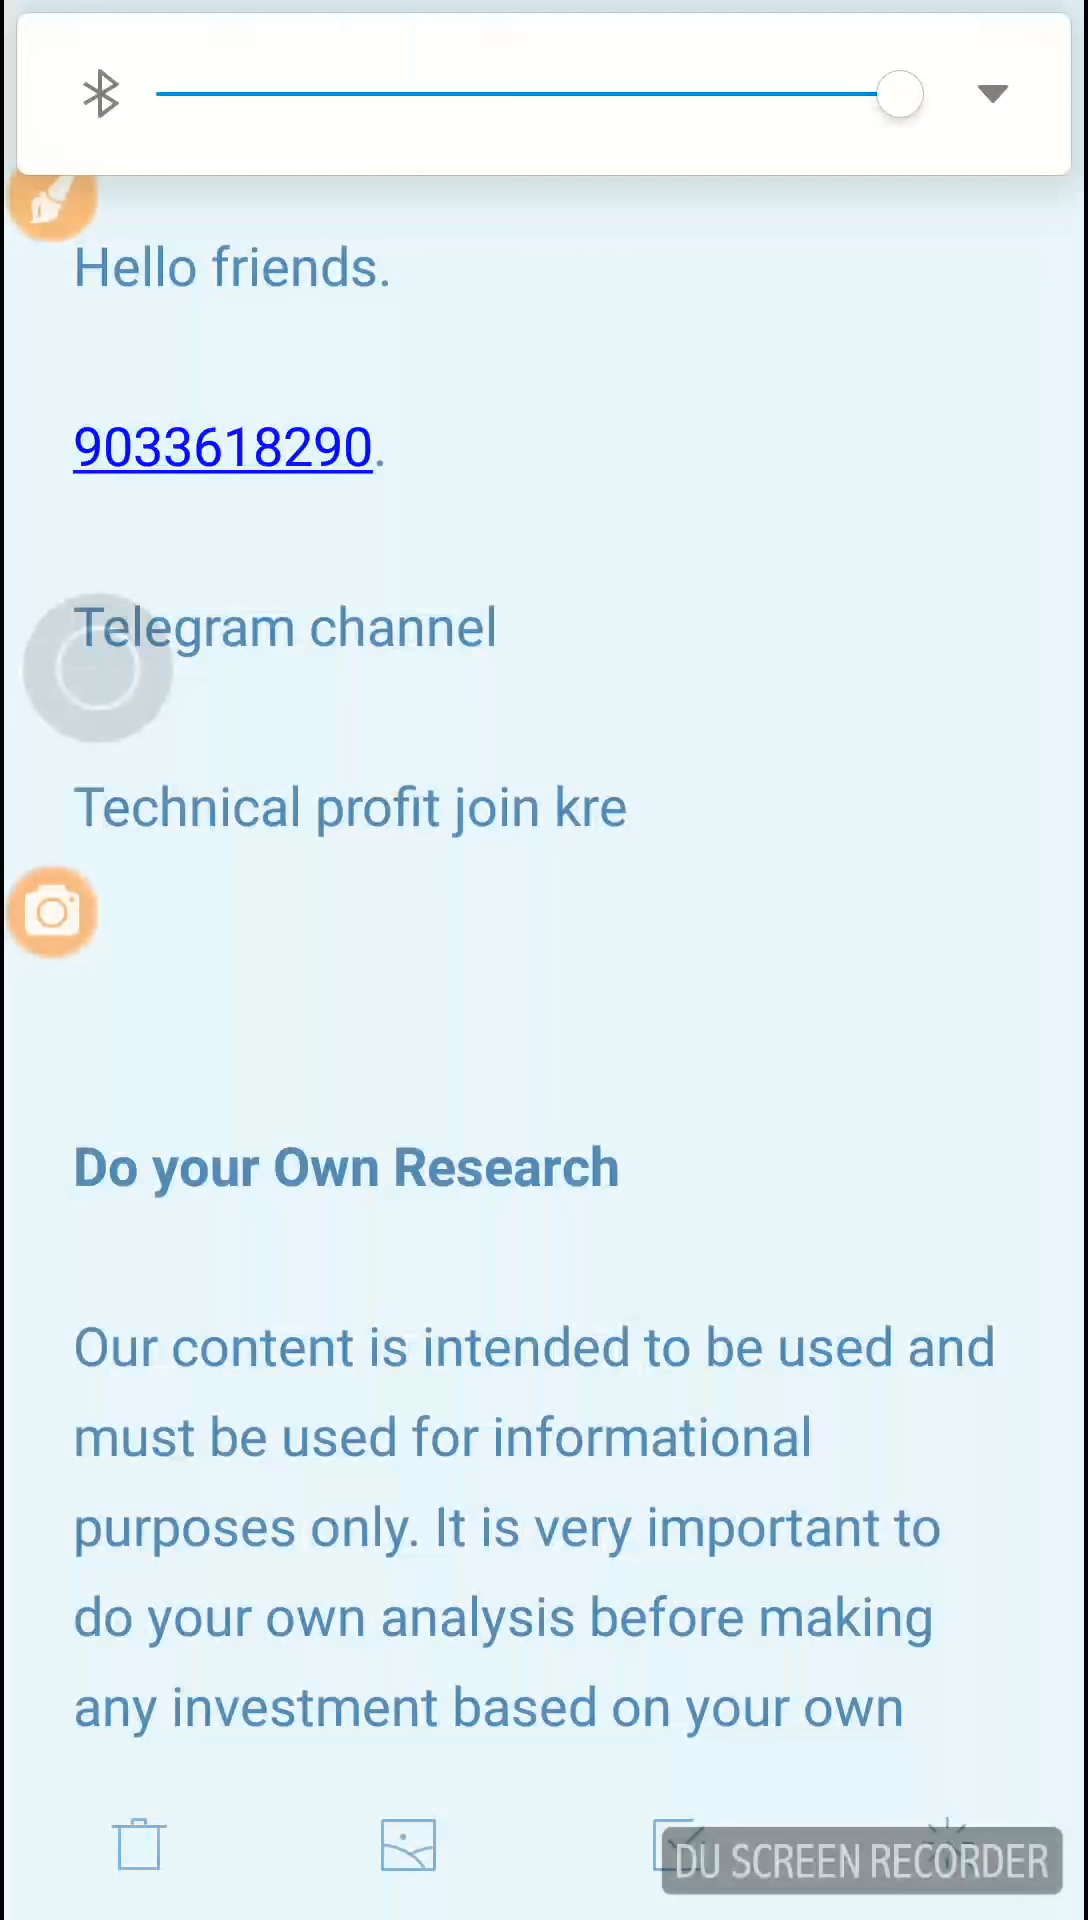 Hello friends.
9033618290.
Telegram channel
Technical profit join kre
Do your Own Research
Our content is intended to be used and
must be used for informational
purposes only. It is very important to
do your own analysis before making
any investment based on your own
DU SCREEN RECORDER